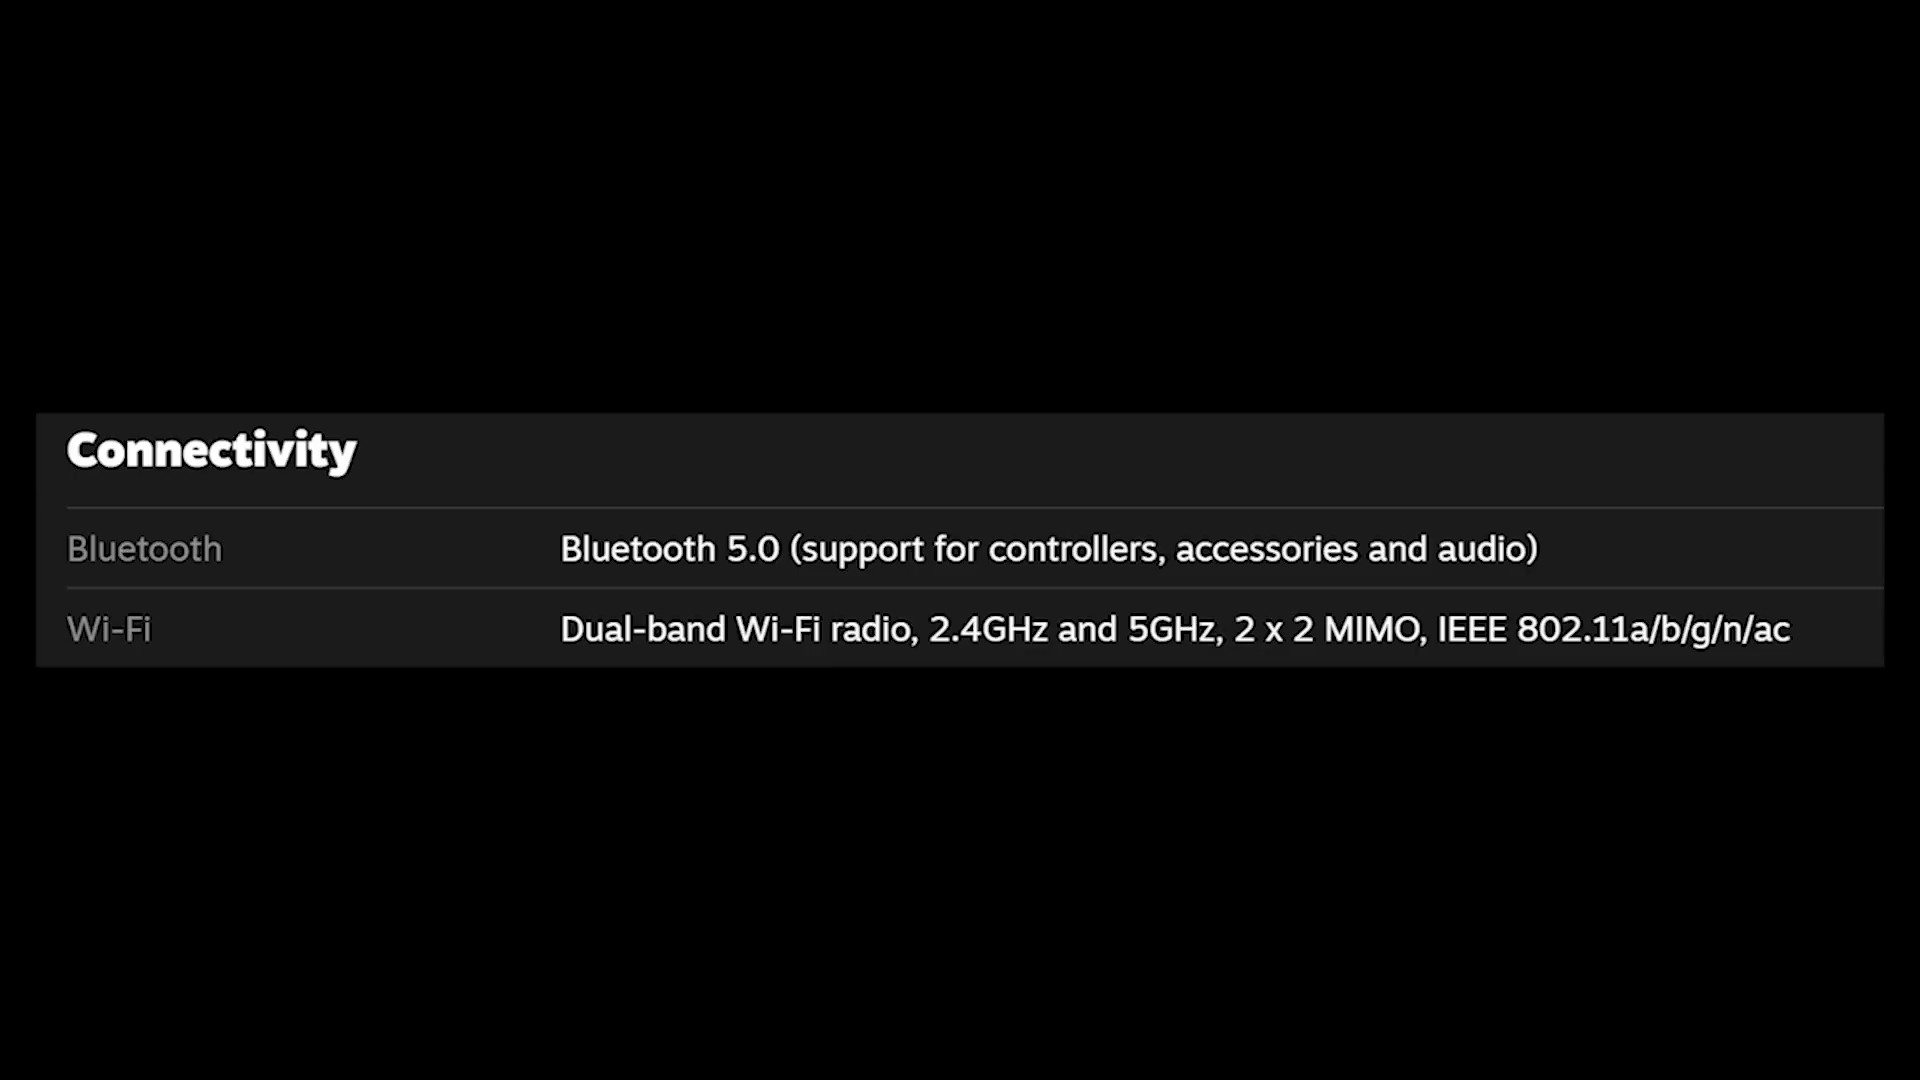 Connectivity
Bluetooth Bluetooth 5.0 (support for controllers, accessories and audio)
Wi-Fi Dual-band Wi-Fi radio, 2.4GHz and 5GHz, 2 x 2 MIMO, IEEE 802.11a/b/g/n/ac